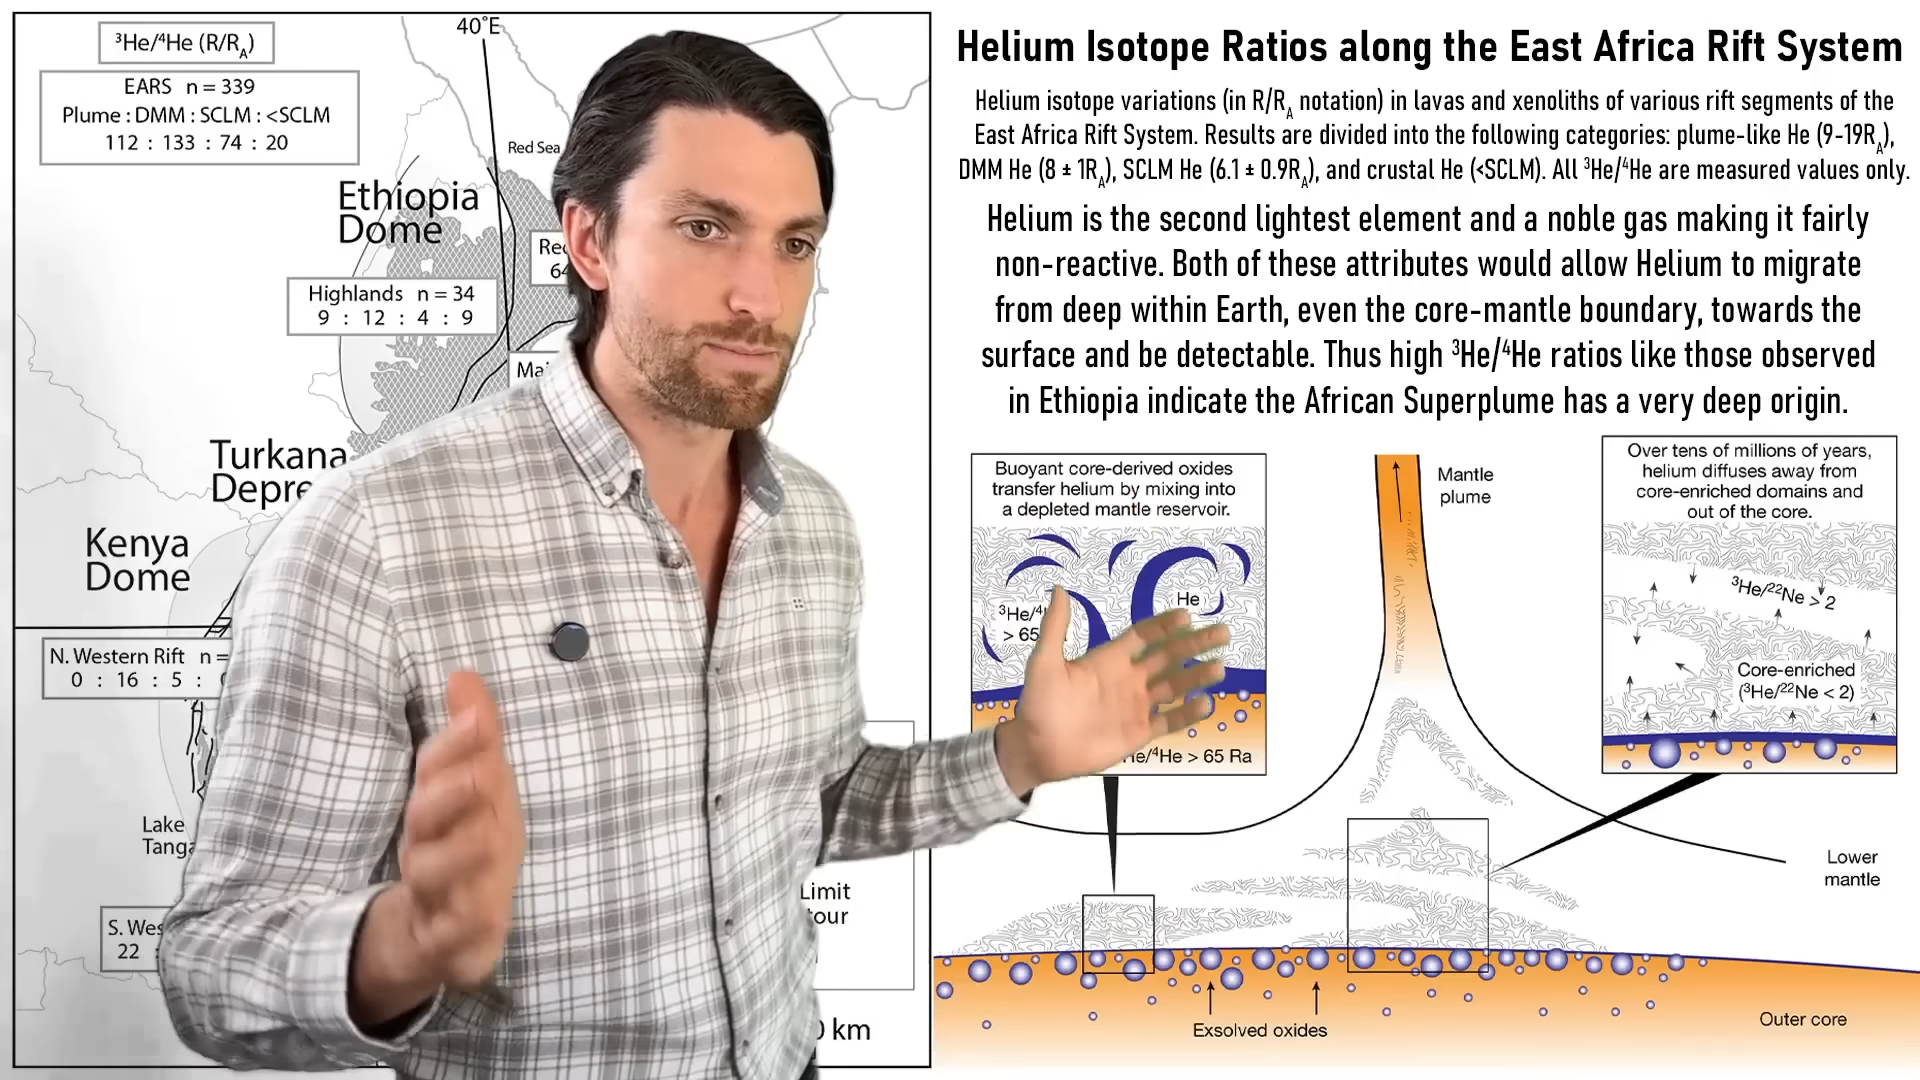 ³He/⁴He (R/R_A)
EARS n = 339
Plume : DMM : SCLM : <SCLM
112 : 133 : 74 : 20
40°E
Red Sea
Ethiopia
Dome
Highlands n = 34
9 : 12 : 4 : 9
64
Turkana
Kenya
Dome
N. Western Rift n =
0 : 16 : 5 :
Lake
22
Limit
km
Helium Isotope Ratios along the East Africa Rift System
Helium isotope variations (in R/R_A notation) in lavas and xenoliths of various rift segments of the
East Africa Rift System. Results are divided into the following categories: plume-like He (9-19R_A),
DMM He (8 ± 1R_A), SCLM He (6.1 ± 0.9R_A), and crustal He (<SCLM). All ³He/⁴He are measured values only.
Helium is the second lightest element and a noble gas making it fairly
non-reactive. Both of these attributes would allow Helium to migrate
from deep within Earth, even the core-mantle boundary, towards the
surface and be detectable. Thus high ³He/⁴He ratios like those observed
in Ethiopia indicate the African Superplume has a very deep origin.
Buoyant core-derived oxides
transfer helium by mixing into
a depleted mantle reservoir.
He
> 65
He/⁴He > 65 Ra
Mantle
plume
Over tens of millions of years,
helium diffuses away from
core-enriched domains and
out of the core.
³He/²²Ne > 2
Core-enriched
(³He/²²Ne < 2)
Lower
mantle
Exsolved oxides
Outer core